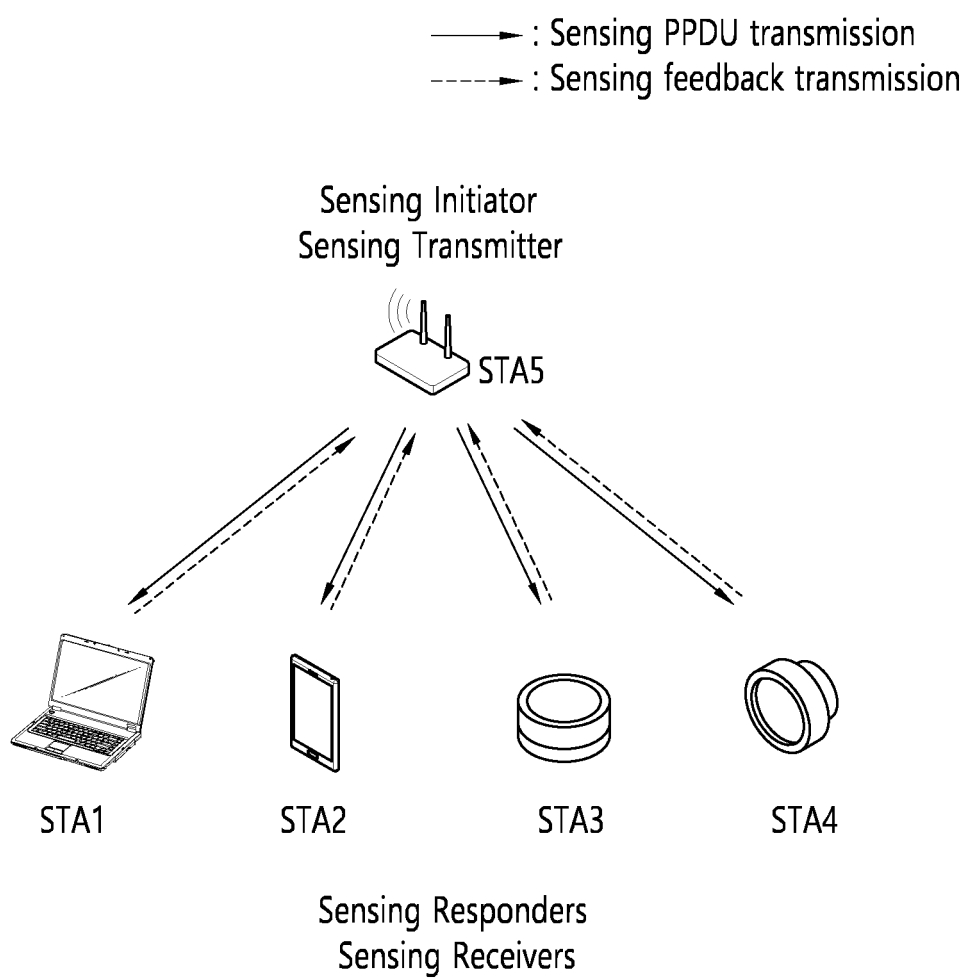 : Sensing PPDU transmission
: Sensing feedback transmission
Sensing Initiator
Sensing Transmitter
STA5
STA1 STA2 STA3 STA4
Sensing Responders
Sensing Receivers